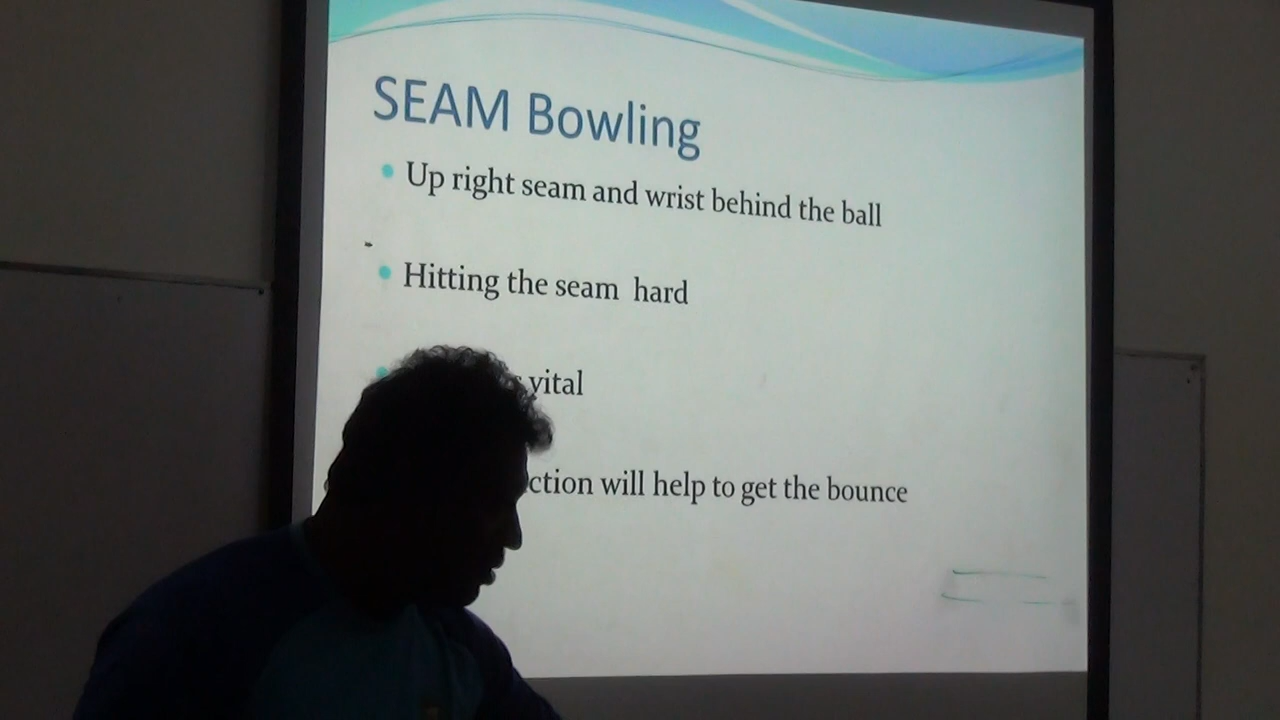 SEAM Bowling
Up right seam and wrist behind the ball
Hitting the seam hard
vital
will help to get the bounce